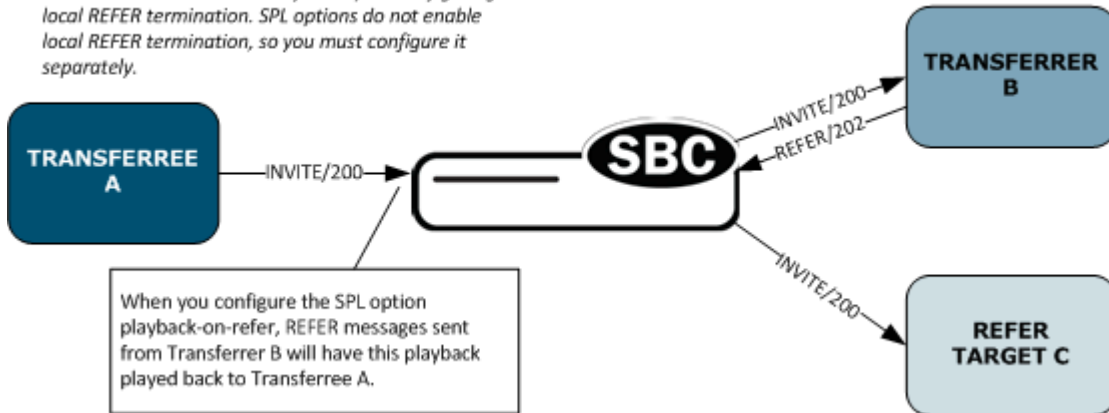 local REFER termination. SPL options do not enable
local REFER termination, so you must configure it
separately.
TRANSFERRER
B
INVITE/200
REFER/202
SBC
TRANSFERREE
A
INVITE/200
INVITE/200
When you configure the SPL option
playback-on-refer, REFER messages sent
from Transferrer B will have this playback
played back to Transferree A.
REFER
TARGET C